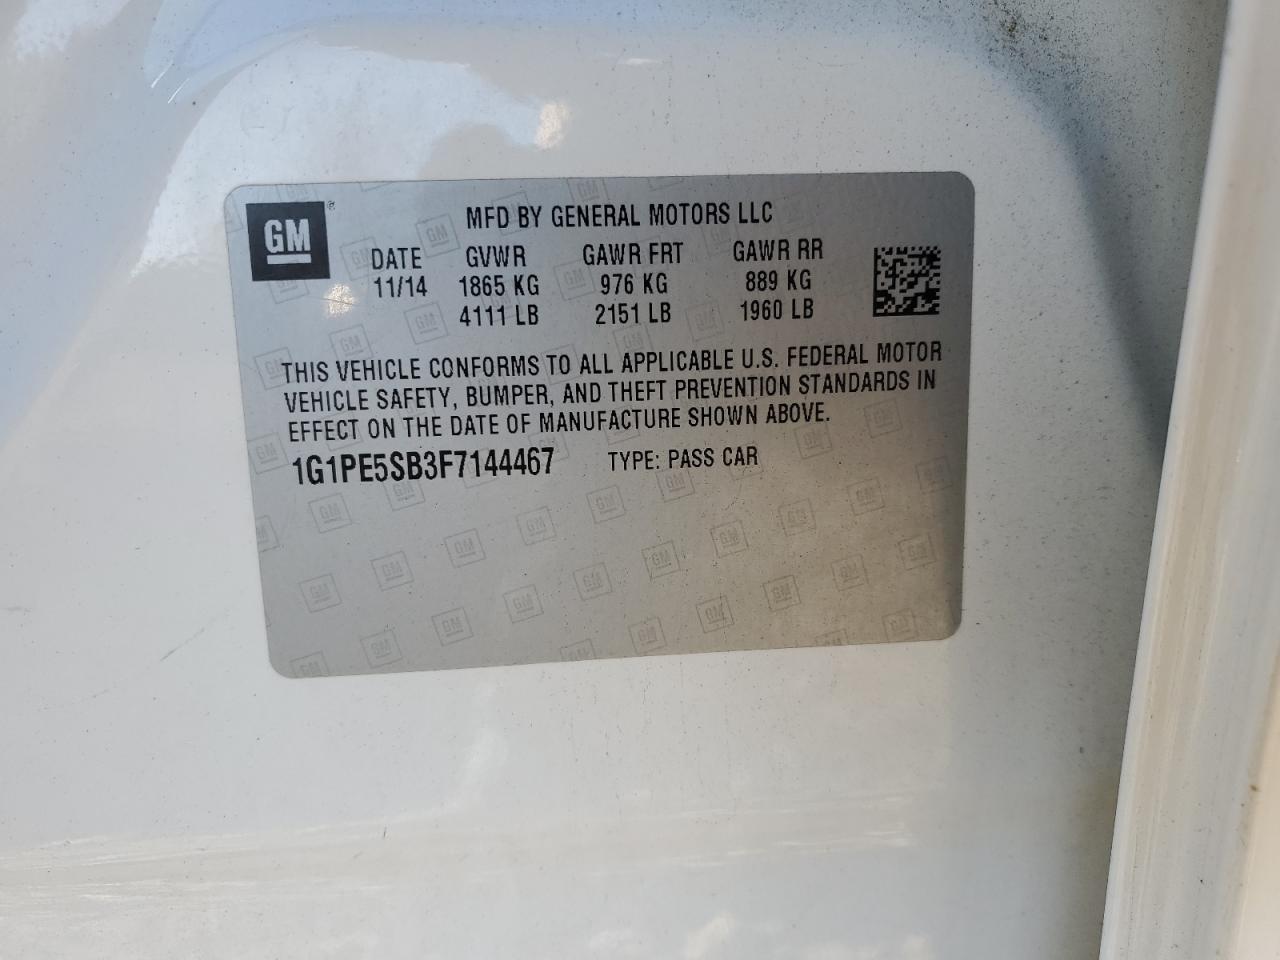 GM ®
MFD BY GENERAL MOTORS LLC
DATE GVWR GAWR FRT GAWR RR
11/14 1865 KG 976 KG 889 KG
4111 LB 2151 LB 1960 LB
THIS VEHICLE CONFORMS TO ALL APPLICABLE U.S. FEDERAL MOTOR
VEHICLE SAFETY, BUMPER, AND THEFT PREVENTION STANDARDS IN
EFFECT ON THE DATE OF MANUFACTURE SHOWN ABOVE.
1G1PE5SB3F7144467 TYPE: PASS CAR